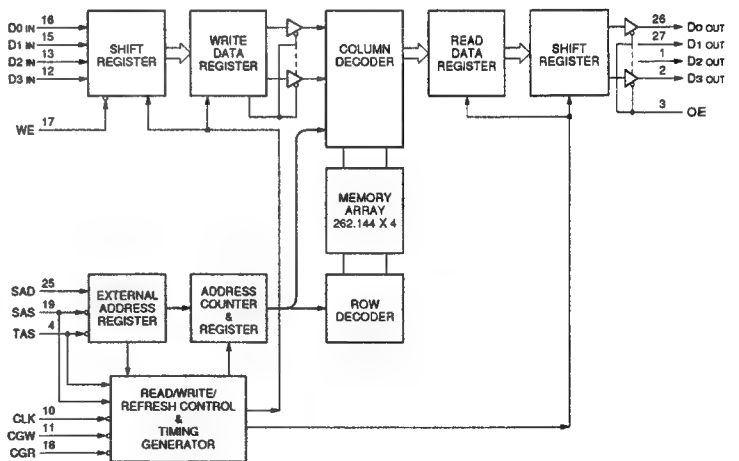 D0 IN 16
D1 IN 15
D2 IN 13
D3 IN 12
WE 17
SHIFT
REGISTER
WRITE
DATA
REGISTER
COLUMN
DECODER
READ
DATA
REGISTER
SHIFT
REGISTER
26 D0 OUT
27 D1 OUT
1 D2 OUT
2 D3 OUT
3 OE
MEMORY
ARRAY
262.144 X 4
SAD 25
SAS 19
TAS 4
EXTERNAL
ADDRESS
REGISTER
ADDRESS
COUNTER
&
REGISTER
ROW
DECODER
CLK 10
CGW 11
CGR 18
READ/WRITE/
REFRESH CONTROL
&
TIMING
GENERATOR